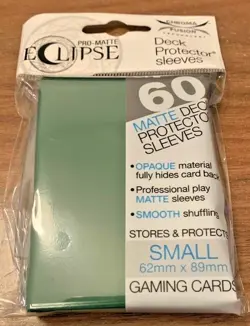 PRO-MATTE
ECLIPSE
CHROMA
FUSION
Deck
Protector
sleeves
60
MATTE DECK
PROTECTOR
SLEEVES
• OPAQUE material
fully hides card back
• Professional play
MATTE sleeves
• SMOOTH shuffling
STORES & PROTECTS
SMALL
62mm x 89mm
GAMING CARDS